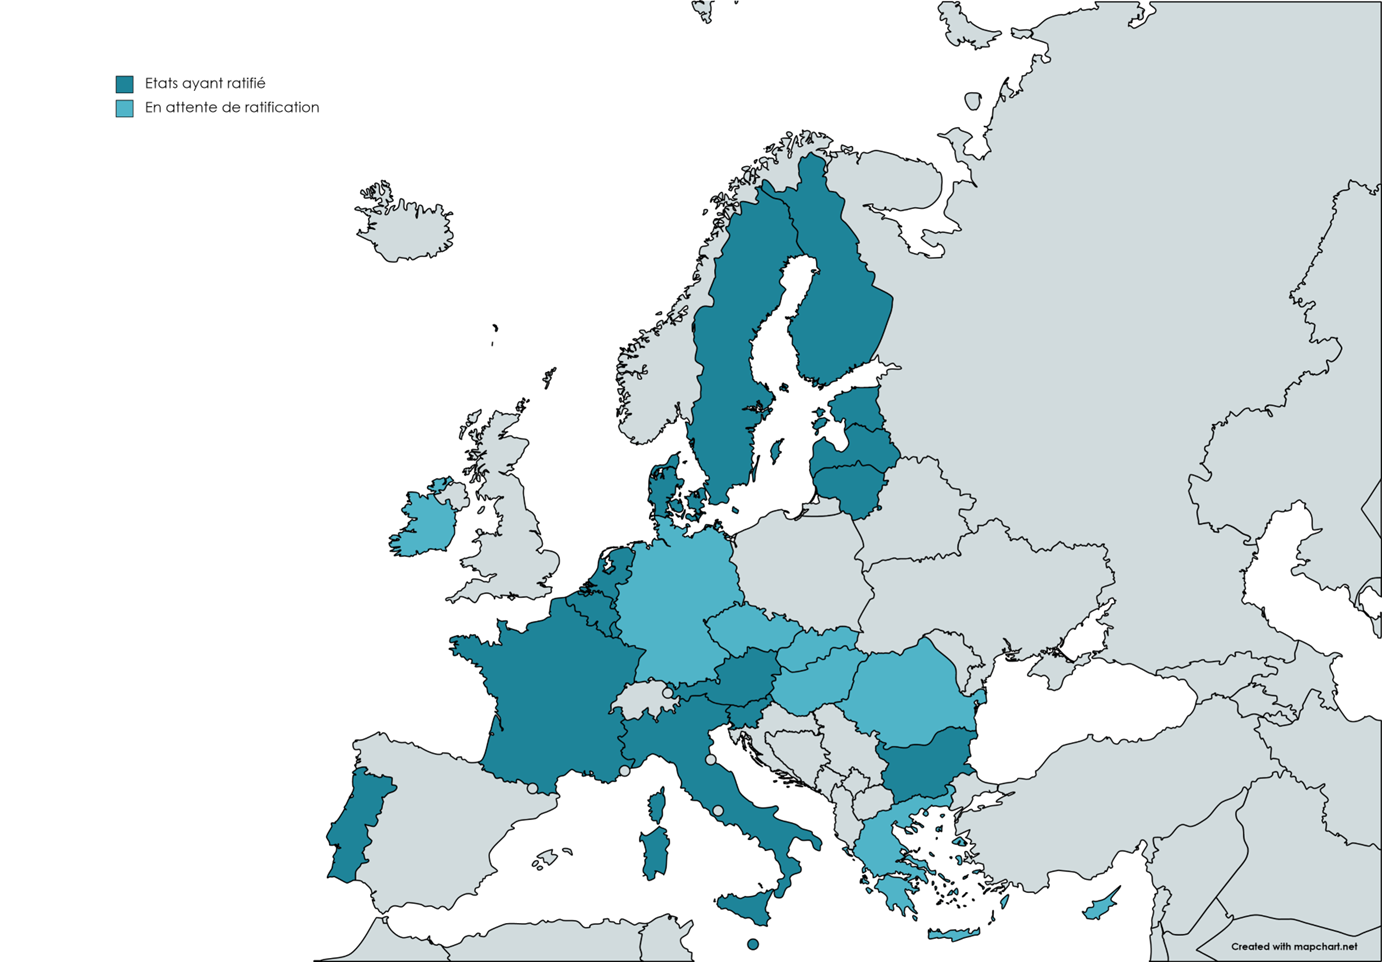 Etats ayant ratifié
En attente de ratification
Created with mapchart.net